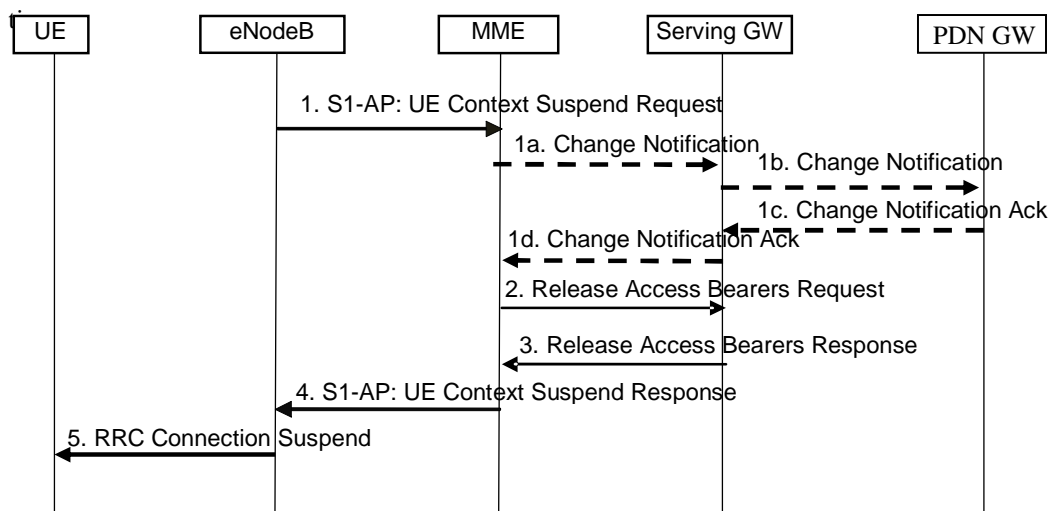 UE
eNodeB
MME
Serving GW
PDN GW
1. S1-AP: UE Context Suspend Request
1a. Change Notification
1b. Change Notification
1c. Change Notification Ack
1d. Change Notification Ack
2. Release Access Bearers Request
3. Release Access Bearers Response
4. S1-AP: UE Context Suspend Response
5. RRC Connection Suspend